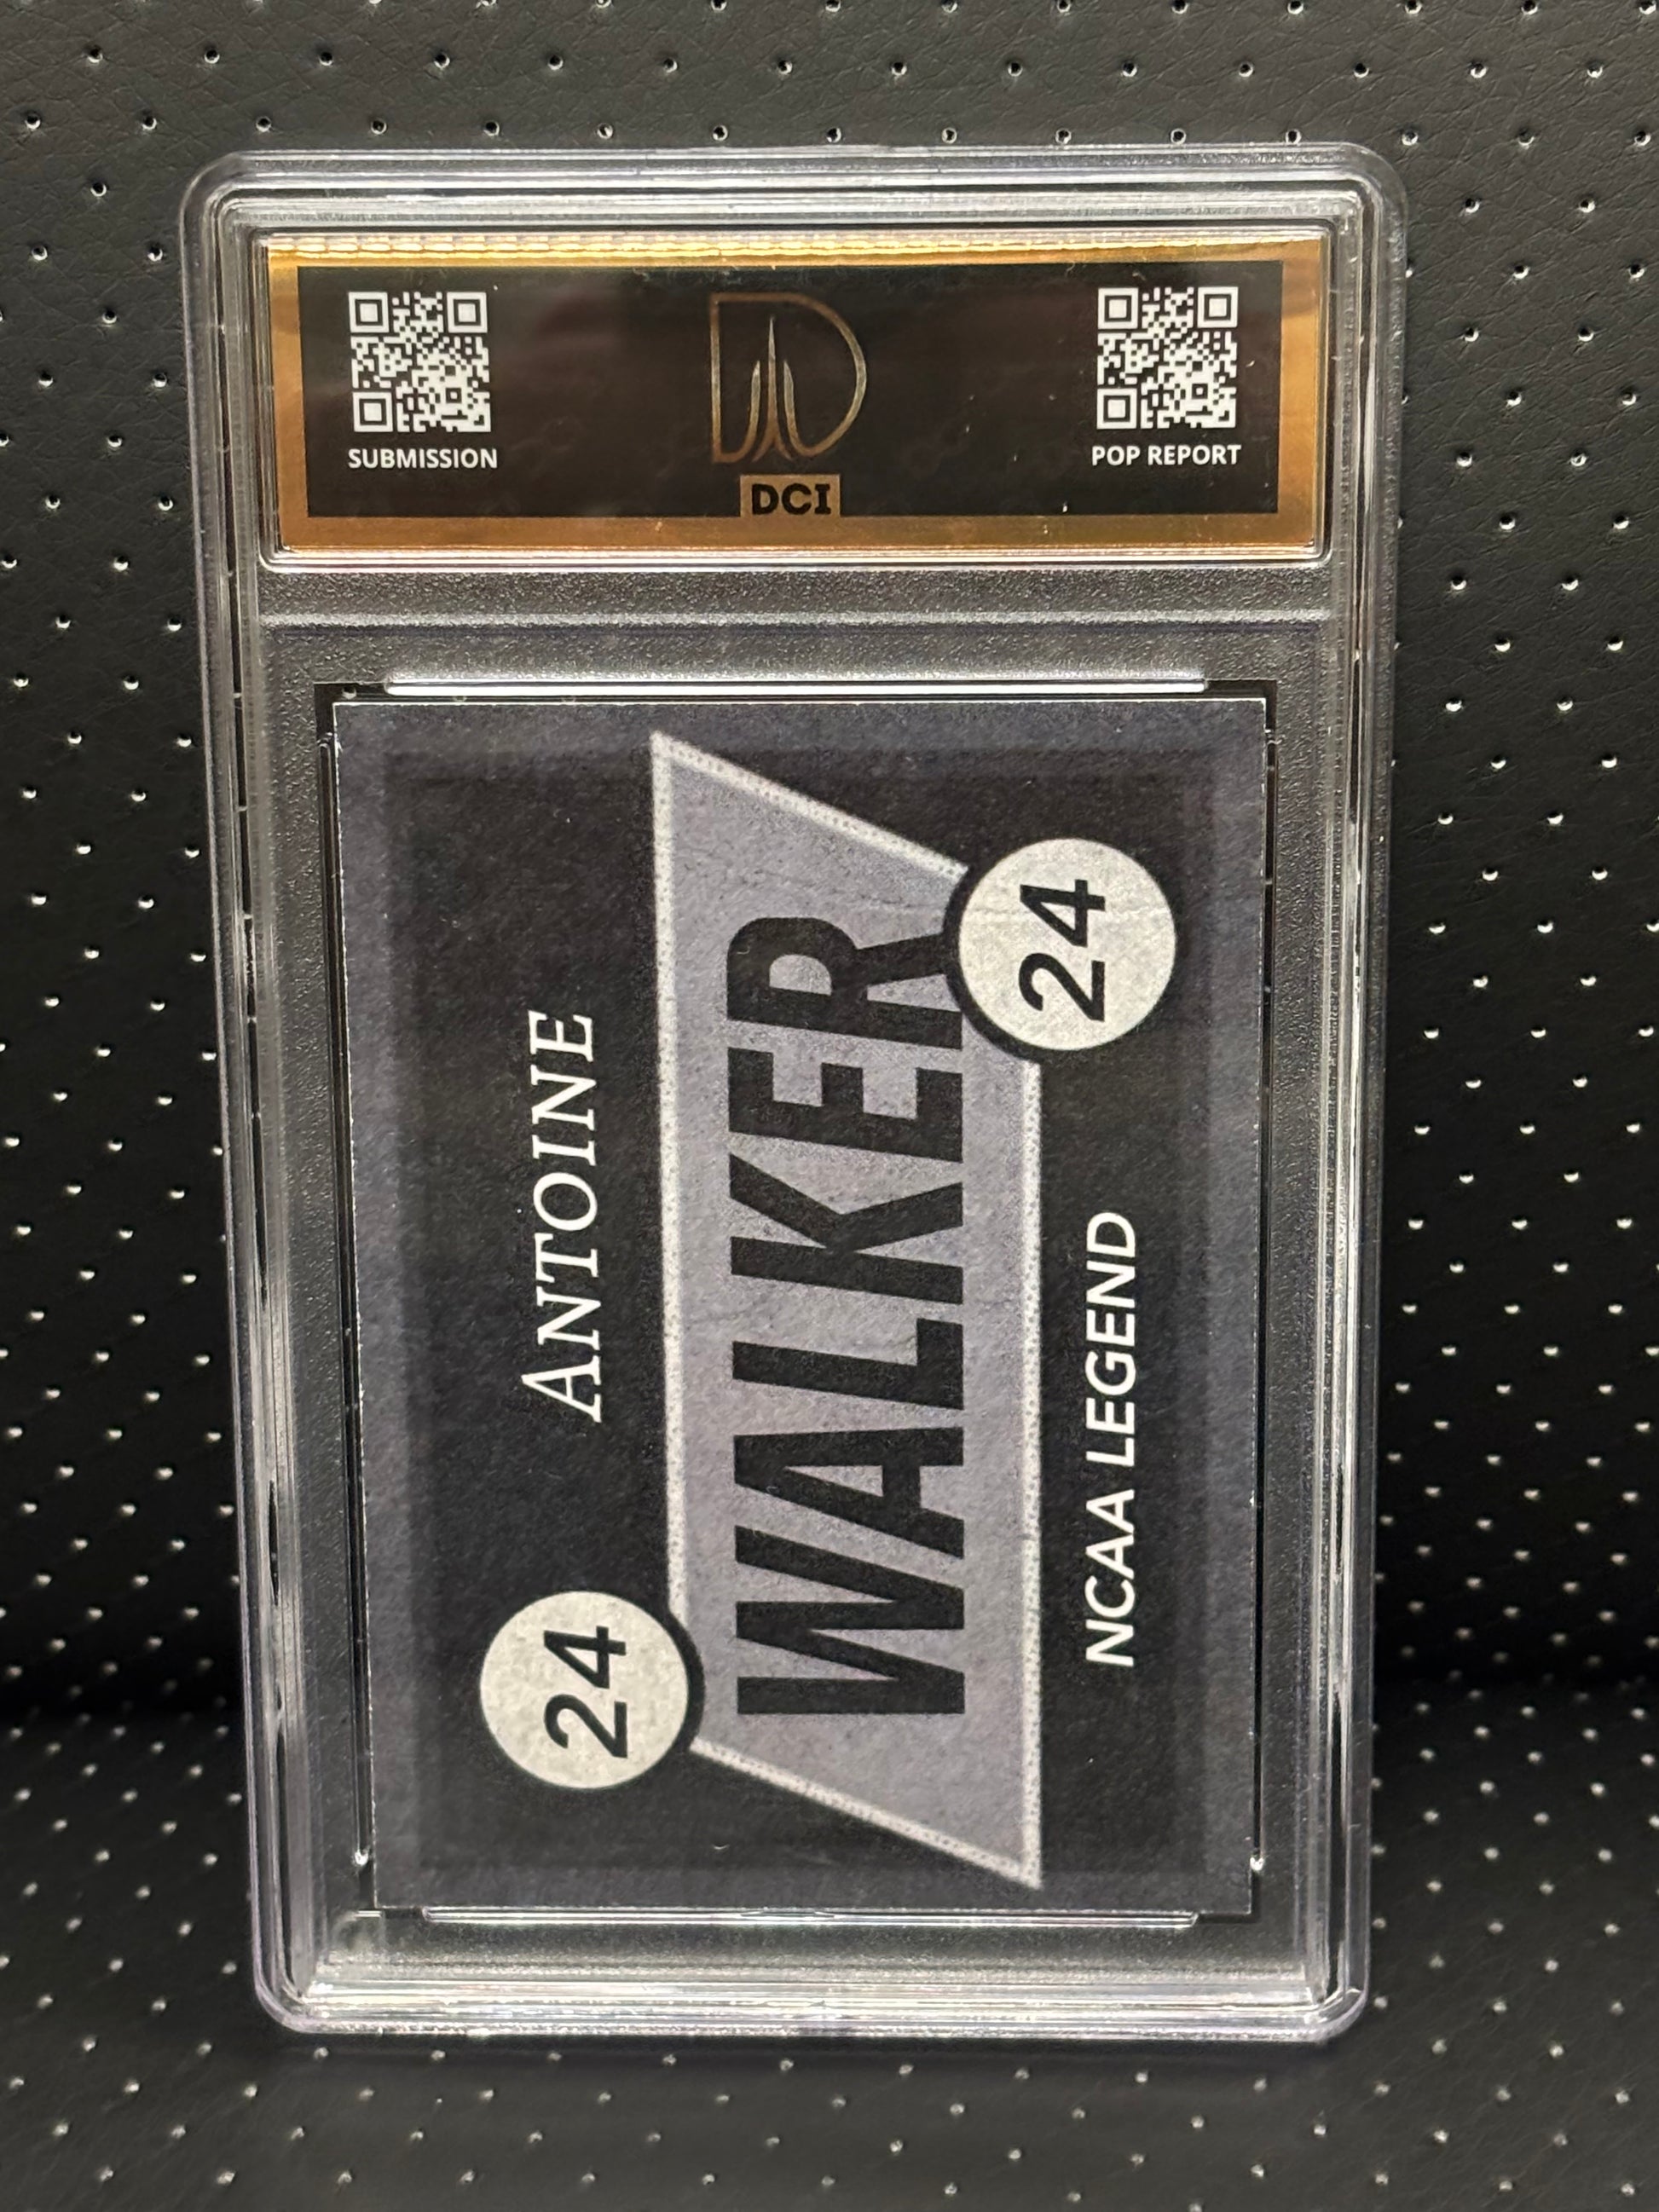 SUBMISSION
DCI
POP REPORT
ANTOINE
24
WALKER
24
NCAA LEGEND